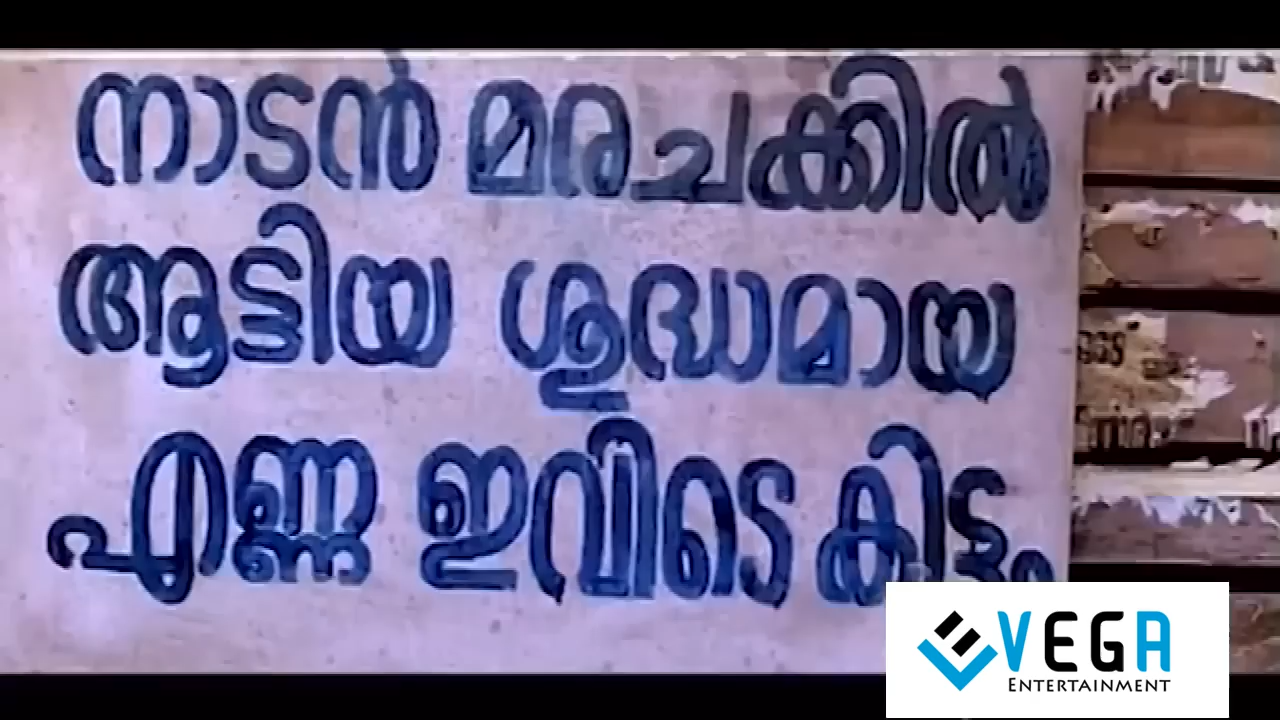 നാടൻ മരചക്കിൽ
ആട്ടിയ ശുദ്ധമായ
എണ്ണ ഇവിടെ കിട്ടും
VEGA
ENTERTAINMENT